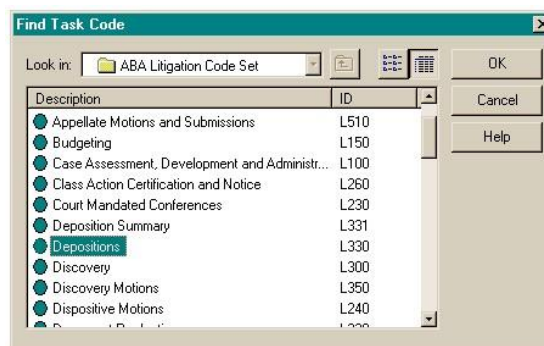 Find Task Code
Look in: ABA Litigation Code Set
OK
Cancel
Help
Description ID
Appellate Motions and Submissions L510
Budgeting L150
Case Assessment, Development and Administr... L100
Class Action Certification and Notice L260
Court Mandated Conferences L230
Deposition Summary L331
Depositions L330
Discovery L300
Discovery Motions L350
Dispositive Motions L240